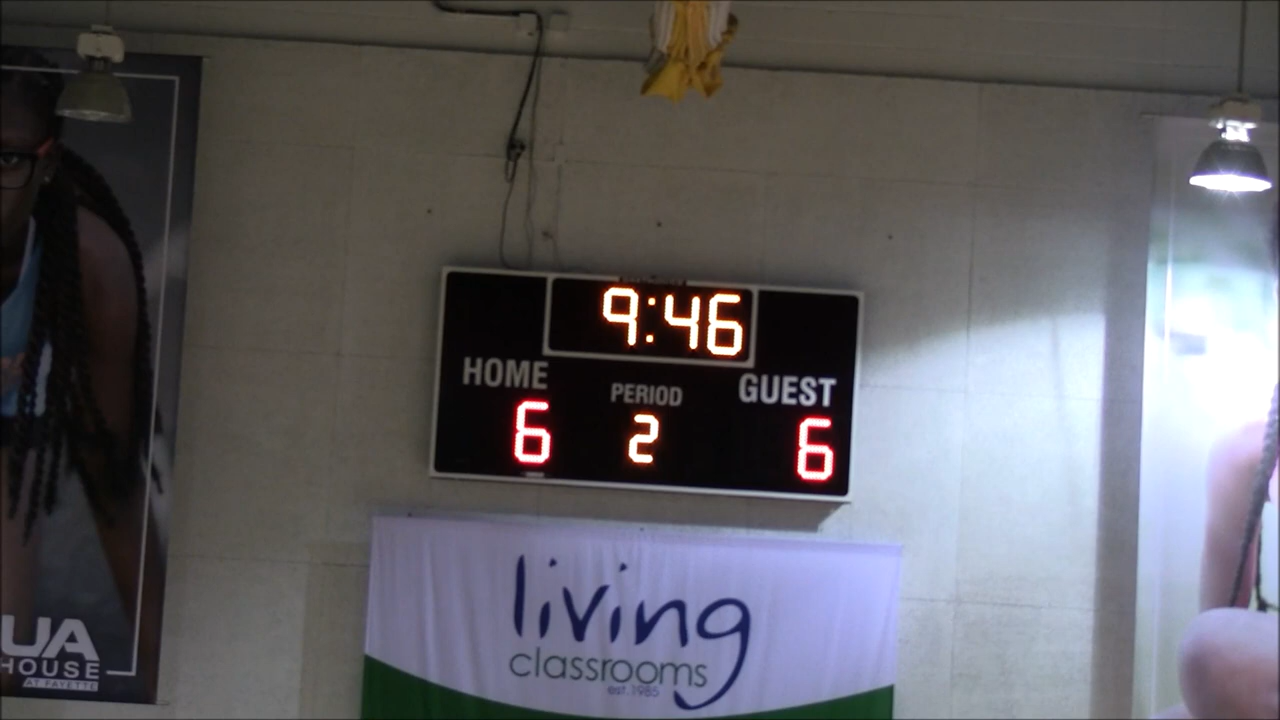 9:46
HOME
PERIOD
GUEST
6
2
6
living
classrooms
est.1985
UA
HOUSE
AT FAYETTE